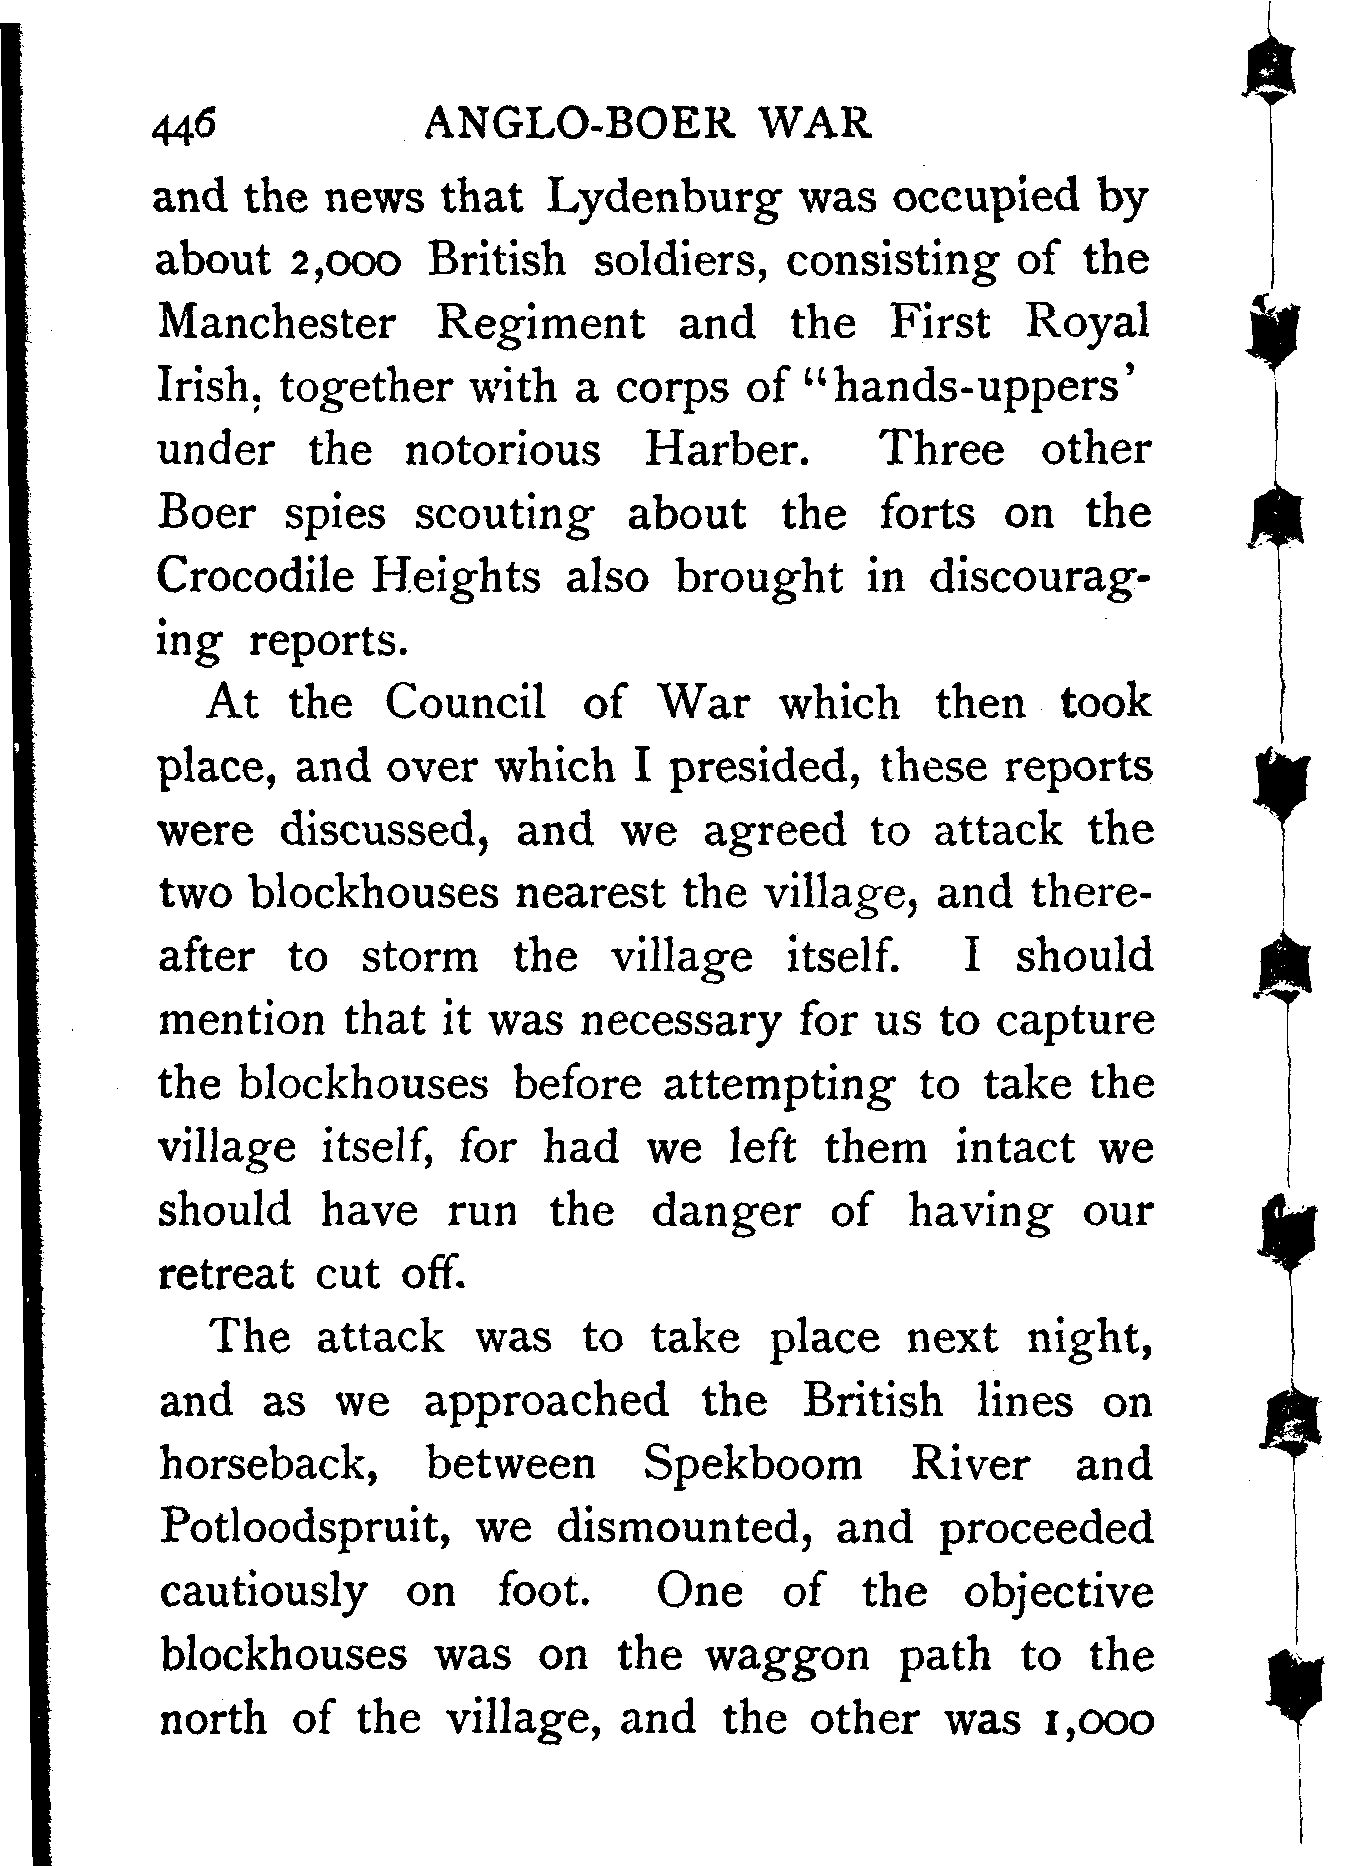 446 ANGLO-BOER WAR
and the news that Lydenburg was occupied by
about 2,000 British soldiers, consisting of the
Manchester Regiment and the First Royal
Irish, together with a corps of "hands-uppers'
under the notorious Harber. Three other
Boer spies scouting about the forts on the
Crocodile Heights also brought in discourag-
ing reports.
At the Council of War which then took
place, and over which I presided, these reports
were discussed, and we agreed to attack the
two blockhouses nearest the village, and there-
after to storm the village itself. I should
mention that it was necessary for us to capture
the blockhouses before attempting to take the
village itself, for had we left them intact we
should have run the danger of having our
retreat cut off.
The attack was to take place next night,
and as we approached the British lines on
horseback, between Spekboom River and
Potloodspruit, we dismounted, and proceeded
cautiously on foot. One of the objective
blockhouses was on the waggon path to the
north of the village, and the other was 1,000